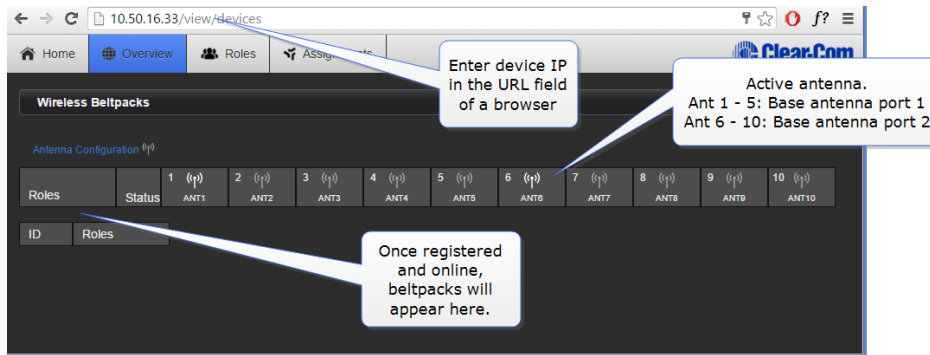 10.50.16.33/view/devices
f?
Home
Overview
Roles
Clear-Com
Enter device IP
in the URL field
of a browser
Active antenna.
Ant 1 - 5: Base antenna port 1
Ant 6 - 10: Base antenna port 2
Wireless Beltpacks
Antenna Configuration
Roles Status 1 2 3 4 5 6 7 8 9 10
ANT1 ANT2 ANT3 ANT4 ANT5 ANT6 ANT7 ANT8 ANT9 ANT10
ID Roles
Once registered
and online,
beltpacks will
appear here.